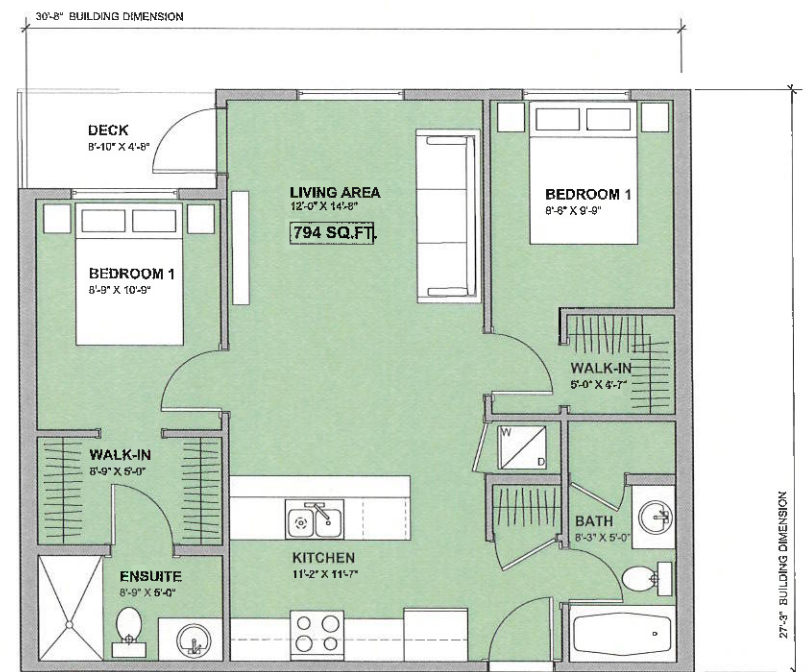 30'-8" BUILDING DIMENSION
DECK
8'-10" X 4'-8"
LIVING AREA
12'-0" X 14'-8"
794 SQ.FT.
BEDROOM 1
8'-6" X 9'-9"
BEDROOM 1
8'-9" X 10'-9"
WALK-IN
5'-0" X 4'-7"
WALK-IN
8'-9" X 5'-0"
W
D
BATH
8'-3" X 5'-0"
KITCHEN
11'-2" X 11'-7"
ENSUITE
8'-9" X 5'-0"
27'-3" BUILDING DIMENSION